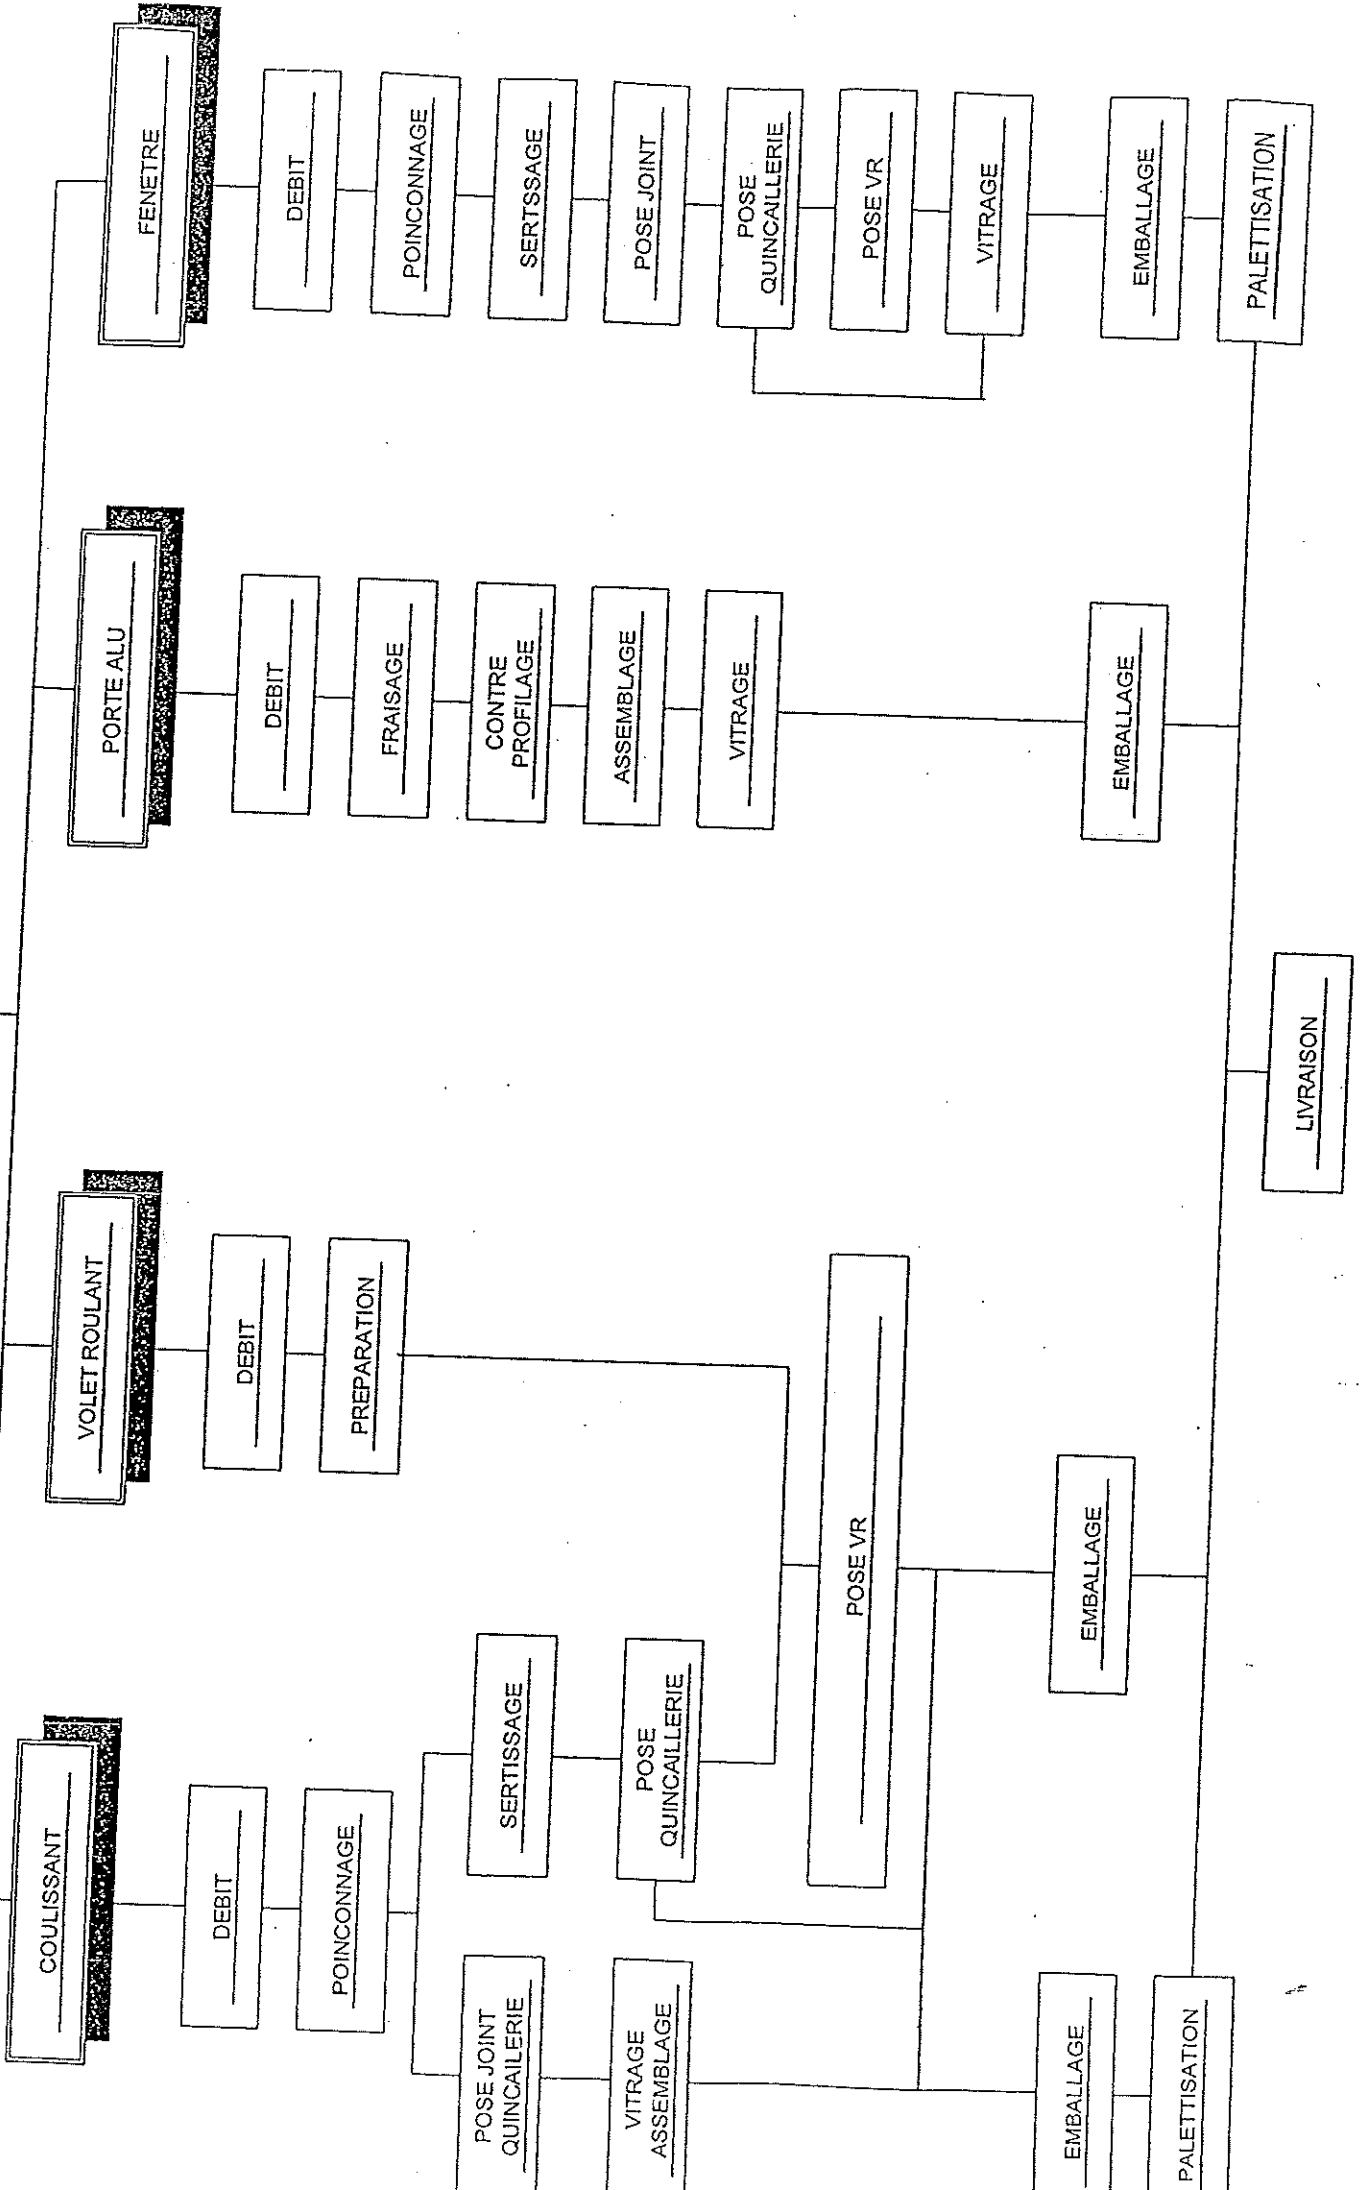 COULISSANT
DEBIT
POINCONNAGE
POSE JOINT
QUINCAILERIE
VITRAGE
ASSEMBLAGE
EMBALLAGE
PALETTISATION
SERTISSAGE
POSE
QUINCAILLERIE
VOLET ROULANT
DEBIT
PREPARATION
POSE VR
EMBALLAGE
PORTE ALU
DEBIT
FRAISAGE
CONTRE
PROFILAGE
ASSEMBLAGE
VITRAGE
EMBALLAGE
FENETRE
DEBIT
POINCONNAGE
SERTSSAGE
POSE JOINT
POSE
QUINCAILLERIE
POSE VR
VITRAGE
EMBALLAGE
PALETTISATION
LIVRAISON